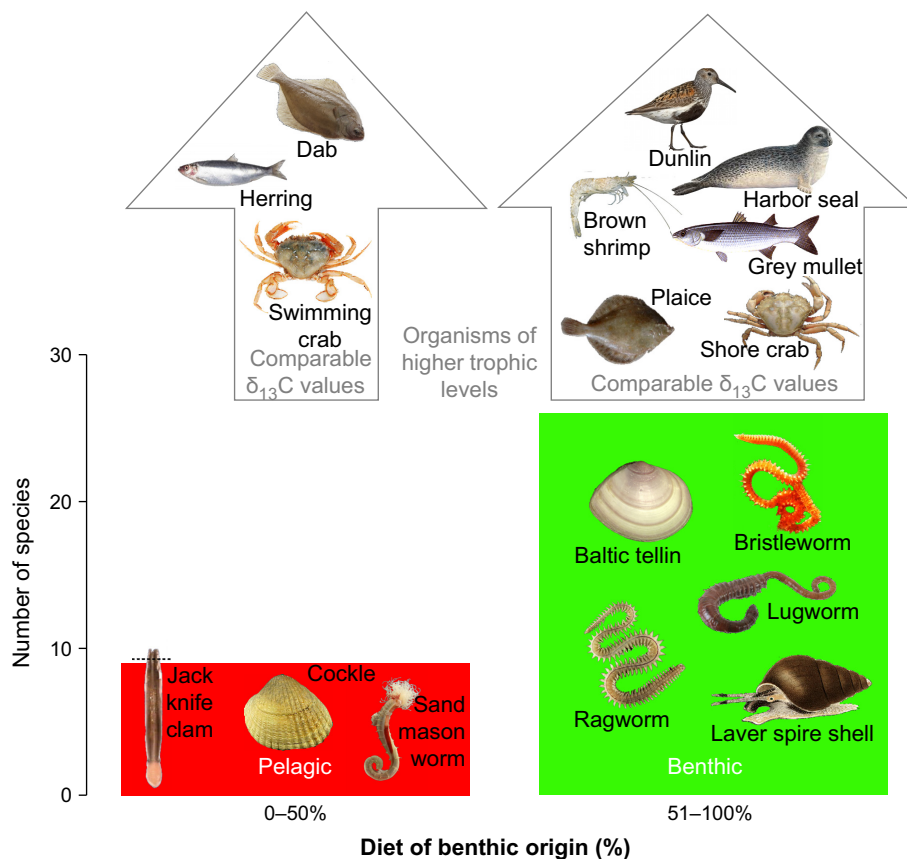 Dab
Herring
Swimming
crab
Comparable
δ13C values
Organisms of
higher trophic
levels
Dunlin
Harbor seal
Brown
shrimp
Grey mullet
Plaice
Shore crab
Comparable δ13C values
30
20
10
0
Number of species
Jack
knife
clam
Cockle
Sand
mason
worm
Pelagic
Baltic tellin
Bristleworm
Lugworm
Ragworm
Laver spire shell
Benthic
0–50%
51–100%
Diet of benthic origin (%)